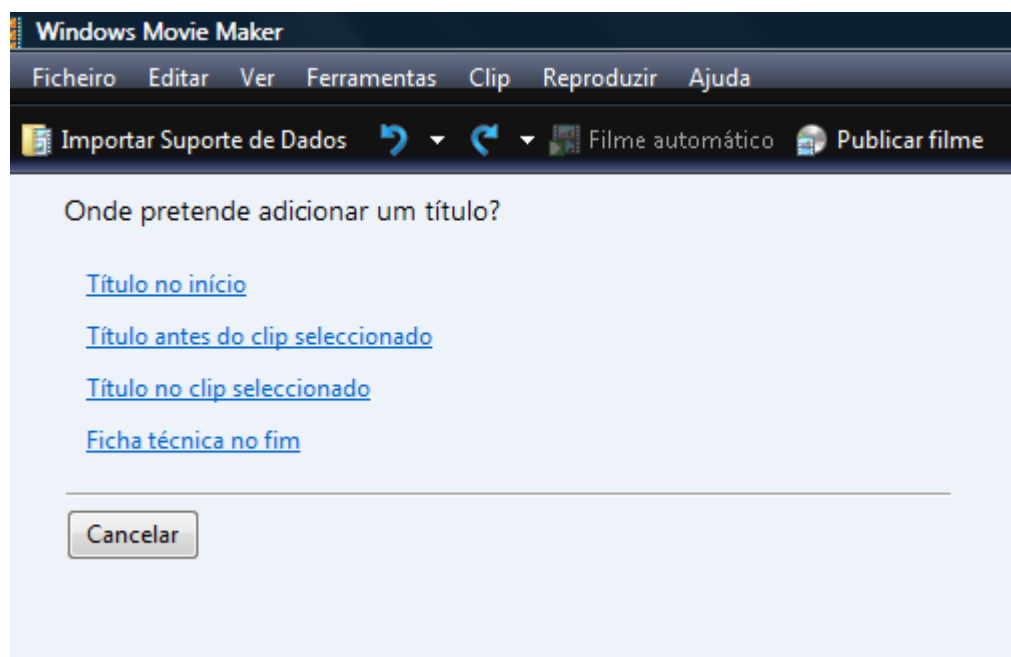 Windows Movie Maker
Ficheiro Editar Ver Ferramentas Clip Reproduzir Ajuda
Importar Suporte de Dados Filme automático Publicar filme
Onde pretende adicionar um título?
Título no início
Título antes do clip seleccionado
Título no clip seleccionado
Ficha técnica no fim
Cancelar